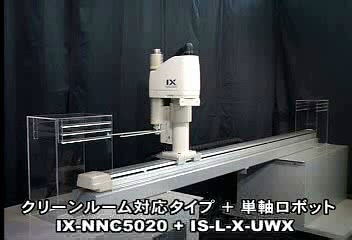 IX
クリーンルーム対応タイプ + 単軸ロボット
IX-NNC5020 + IS-L-X-UWX